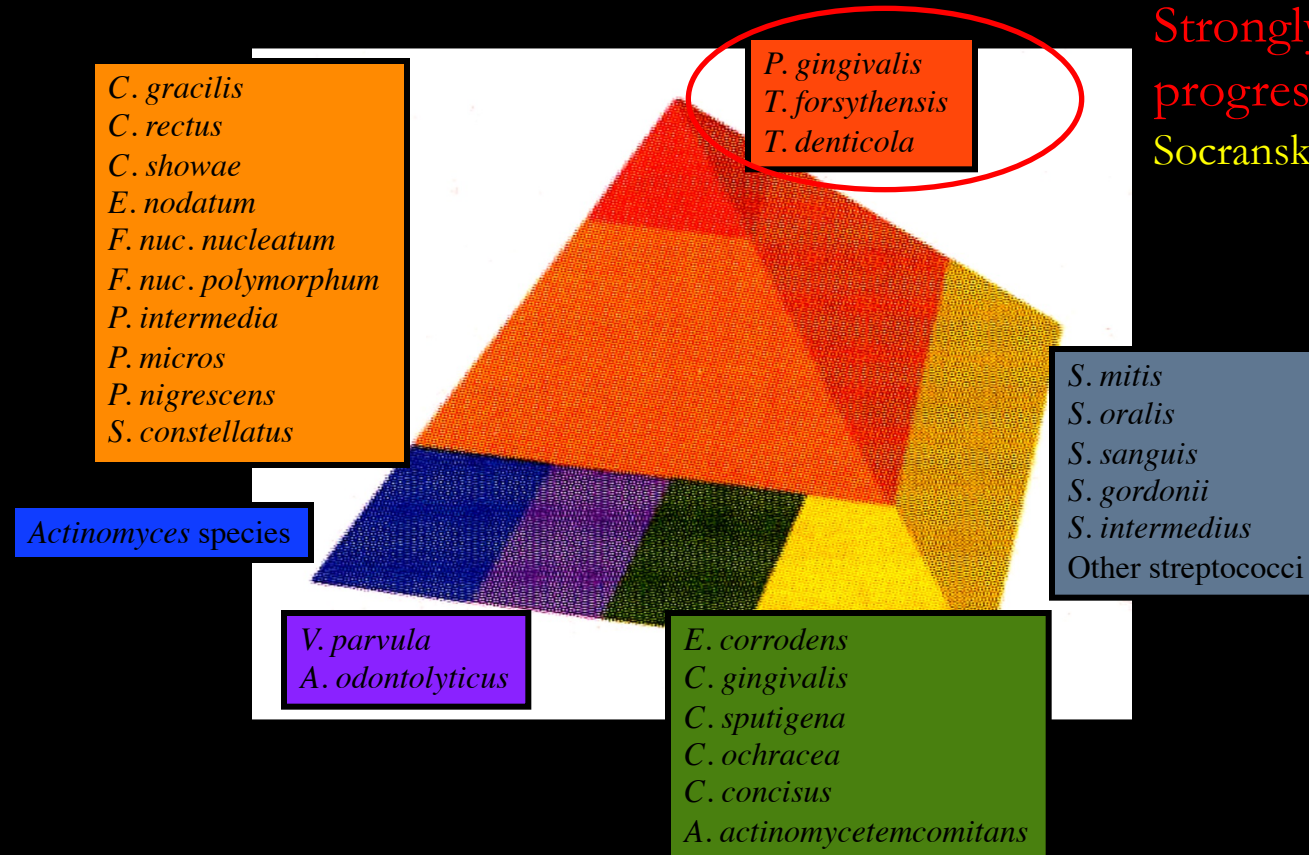 Strongly
progres
Socransk
P. gingivalis
T. forsythensis
T. denticola
C. gracilis
C. rectus
C. showae
E. nodatum
F. nuc. nucleatum
F. nuc. polymorphum
P. intermedia
P. micros
P. nigrescens
S. constellatus
S. mitis
S. oralis
S. sanguis
S. gordonii
S. intermedius
Other streptococci
Actinomyces species
V. parvula
A. odontolyticus
E. corrodens
C. gingivalis
C. sputigena
C. ochracea
C. concisus
A. actinomycetemcomitans